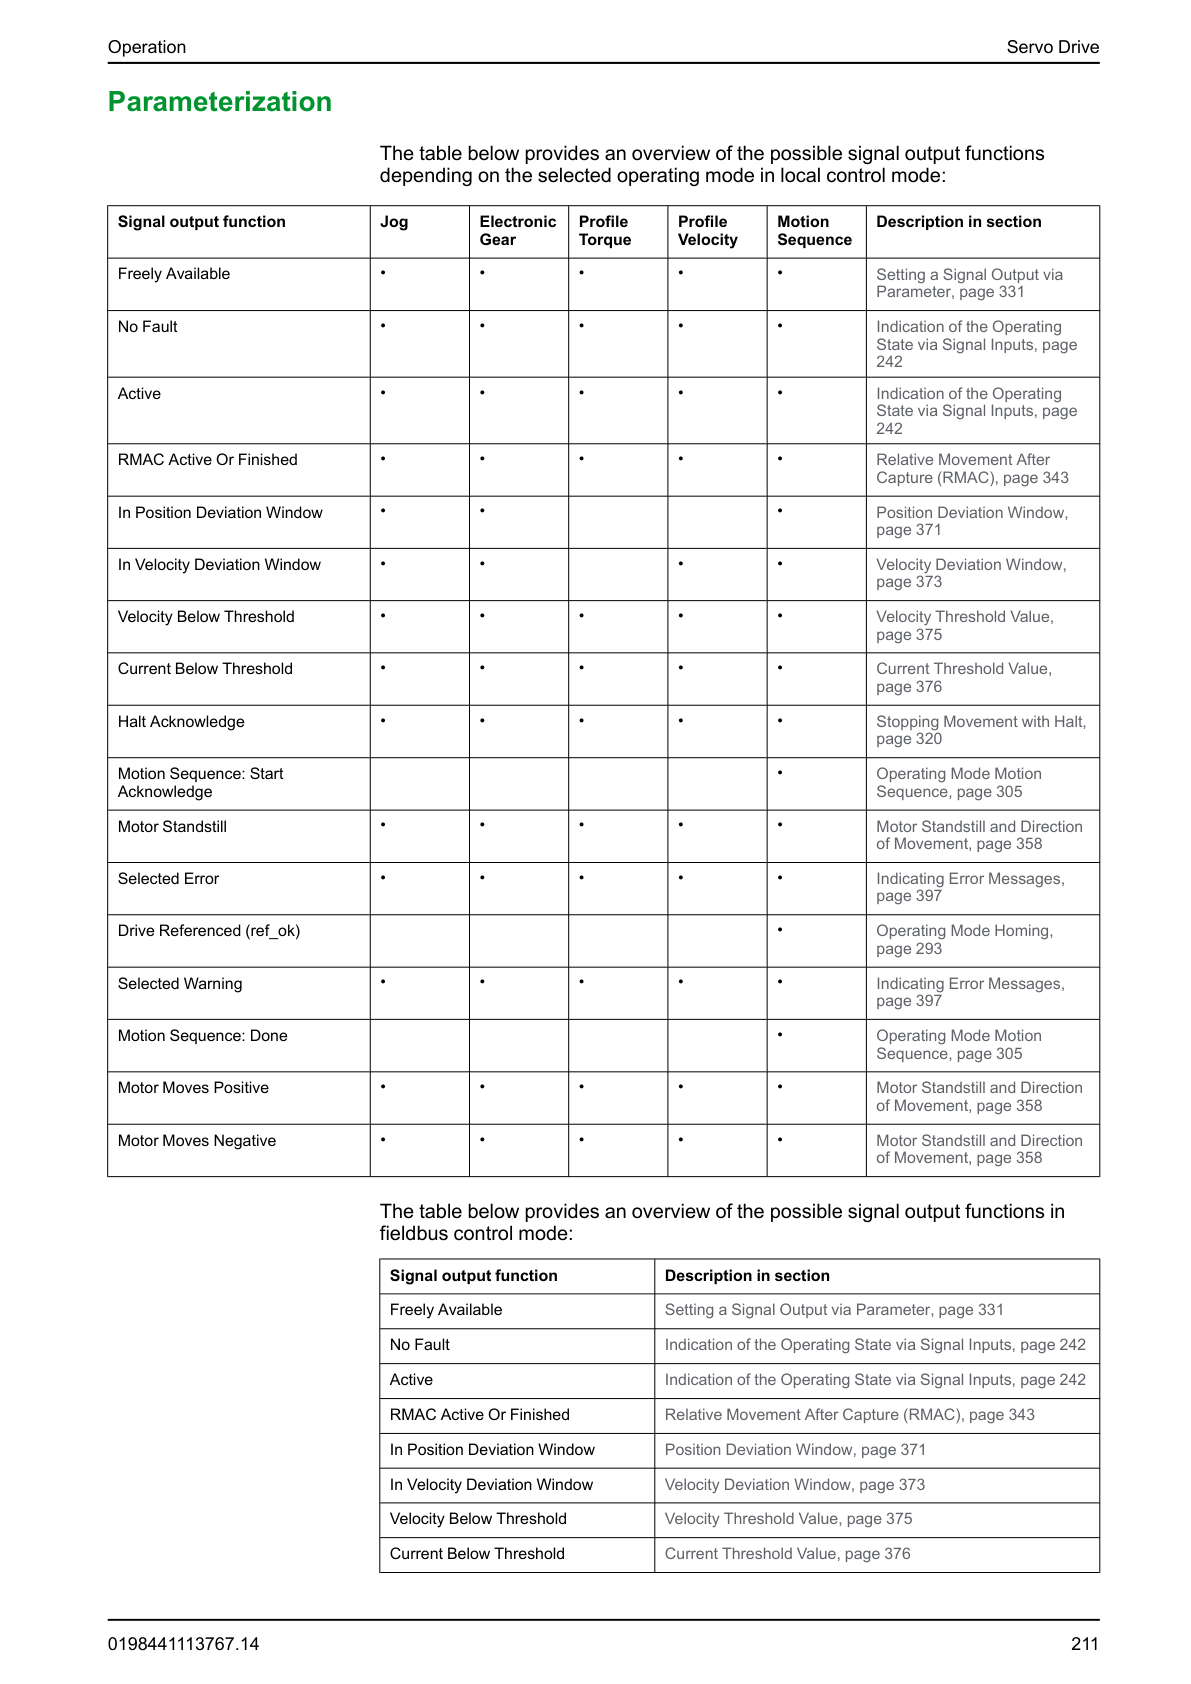 Operation Servo Drive
Parameterization
The table below provides an overview of the possible signal output functions
depending on the selected operating mode in local control mode:
Signal output function Jog Electronic Gear Profile Torque Profile Velocity Motion Sequence Description in section
Freely Available • • • • • Setting a Signal Output via
Parameter, page 331
No Fault • • • • • Indication of the Operating
State via Signal Inputs, page
242
Active • • • • • Indication of the Operating
State via Signal Inputs, page
242
RMAC Active Or Finished • • • • • Relative Movement After
Capture (RMAC), page 343
In Position Deviation Window • • • Position Deviation Window,
page 371
In Velocity Deviation Window • • • • Velocity Deviation Window,
page 373
Velocity Below Threshold • • • • • Velocity Threshold Value,
page 375
Current Below Threshold • • • • • Current Threshold Value,
page 376
Halt Acknowledge • • • • • Stopping Movement with Halt,
page 320
Motion Sequence: Start • Operating Mode Motion
Acknowledge Sequence, page 305
Motor Standstill • • • • • Motor Standstill and Direction
of Movement, page 358
Selected Error • • • • • Indicating Error Messages,
page 397
Drive Referenced (ref_ok) • Operating Mode Homing,
page 293
Selected Warning • • • • • Indicating Error Messages,
page 397
Motion Sequence: Done • Operating Mode Motion
Sequence, page 305
Motor Moves Positive • • • • • Motor Standstill and Direction
of Movement, page 358
Motor Moves Negative • • • • • Motor Standstill and Direction
of Movement, page 358
The table below provides an overview of the possible signal output functions in
fieldbus control mode:
Signal output function Description in section
Freely Available Setting a Signal Output via Parameter, page 331
No Fault Indication of the Operating State via Signal Inputs, page 242
Active Indication of the Operating State via Signal Inputs, page 242
RMAC Active Or Finished Relative Movement After Capture (RMAC), page 343
In Position Deviation Window Position Deviation Window, page 371
In Velocity Deviation Window Velocity Deviation Window, page 373
Velocity Below Threshold Velocity Threshold Value, page 375
Current Below Threshold Current Threshold Value, page 376
0198441113767.14 211